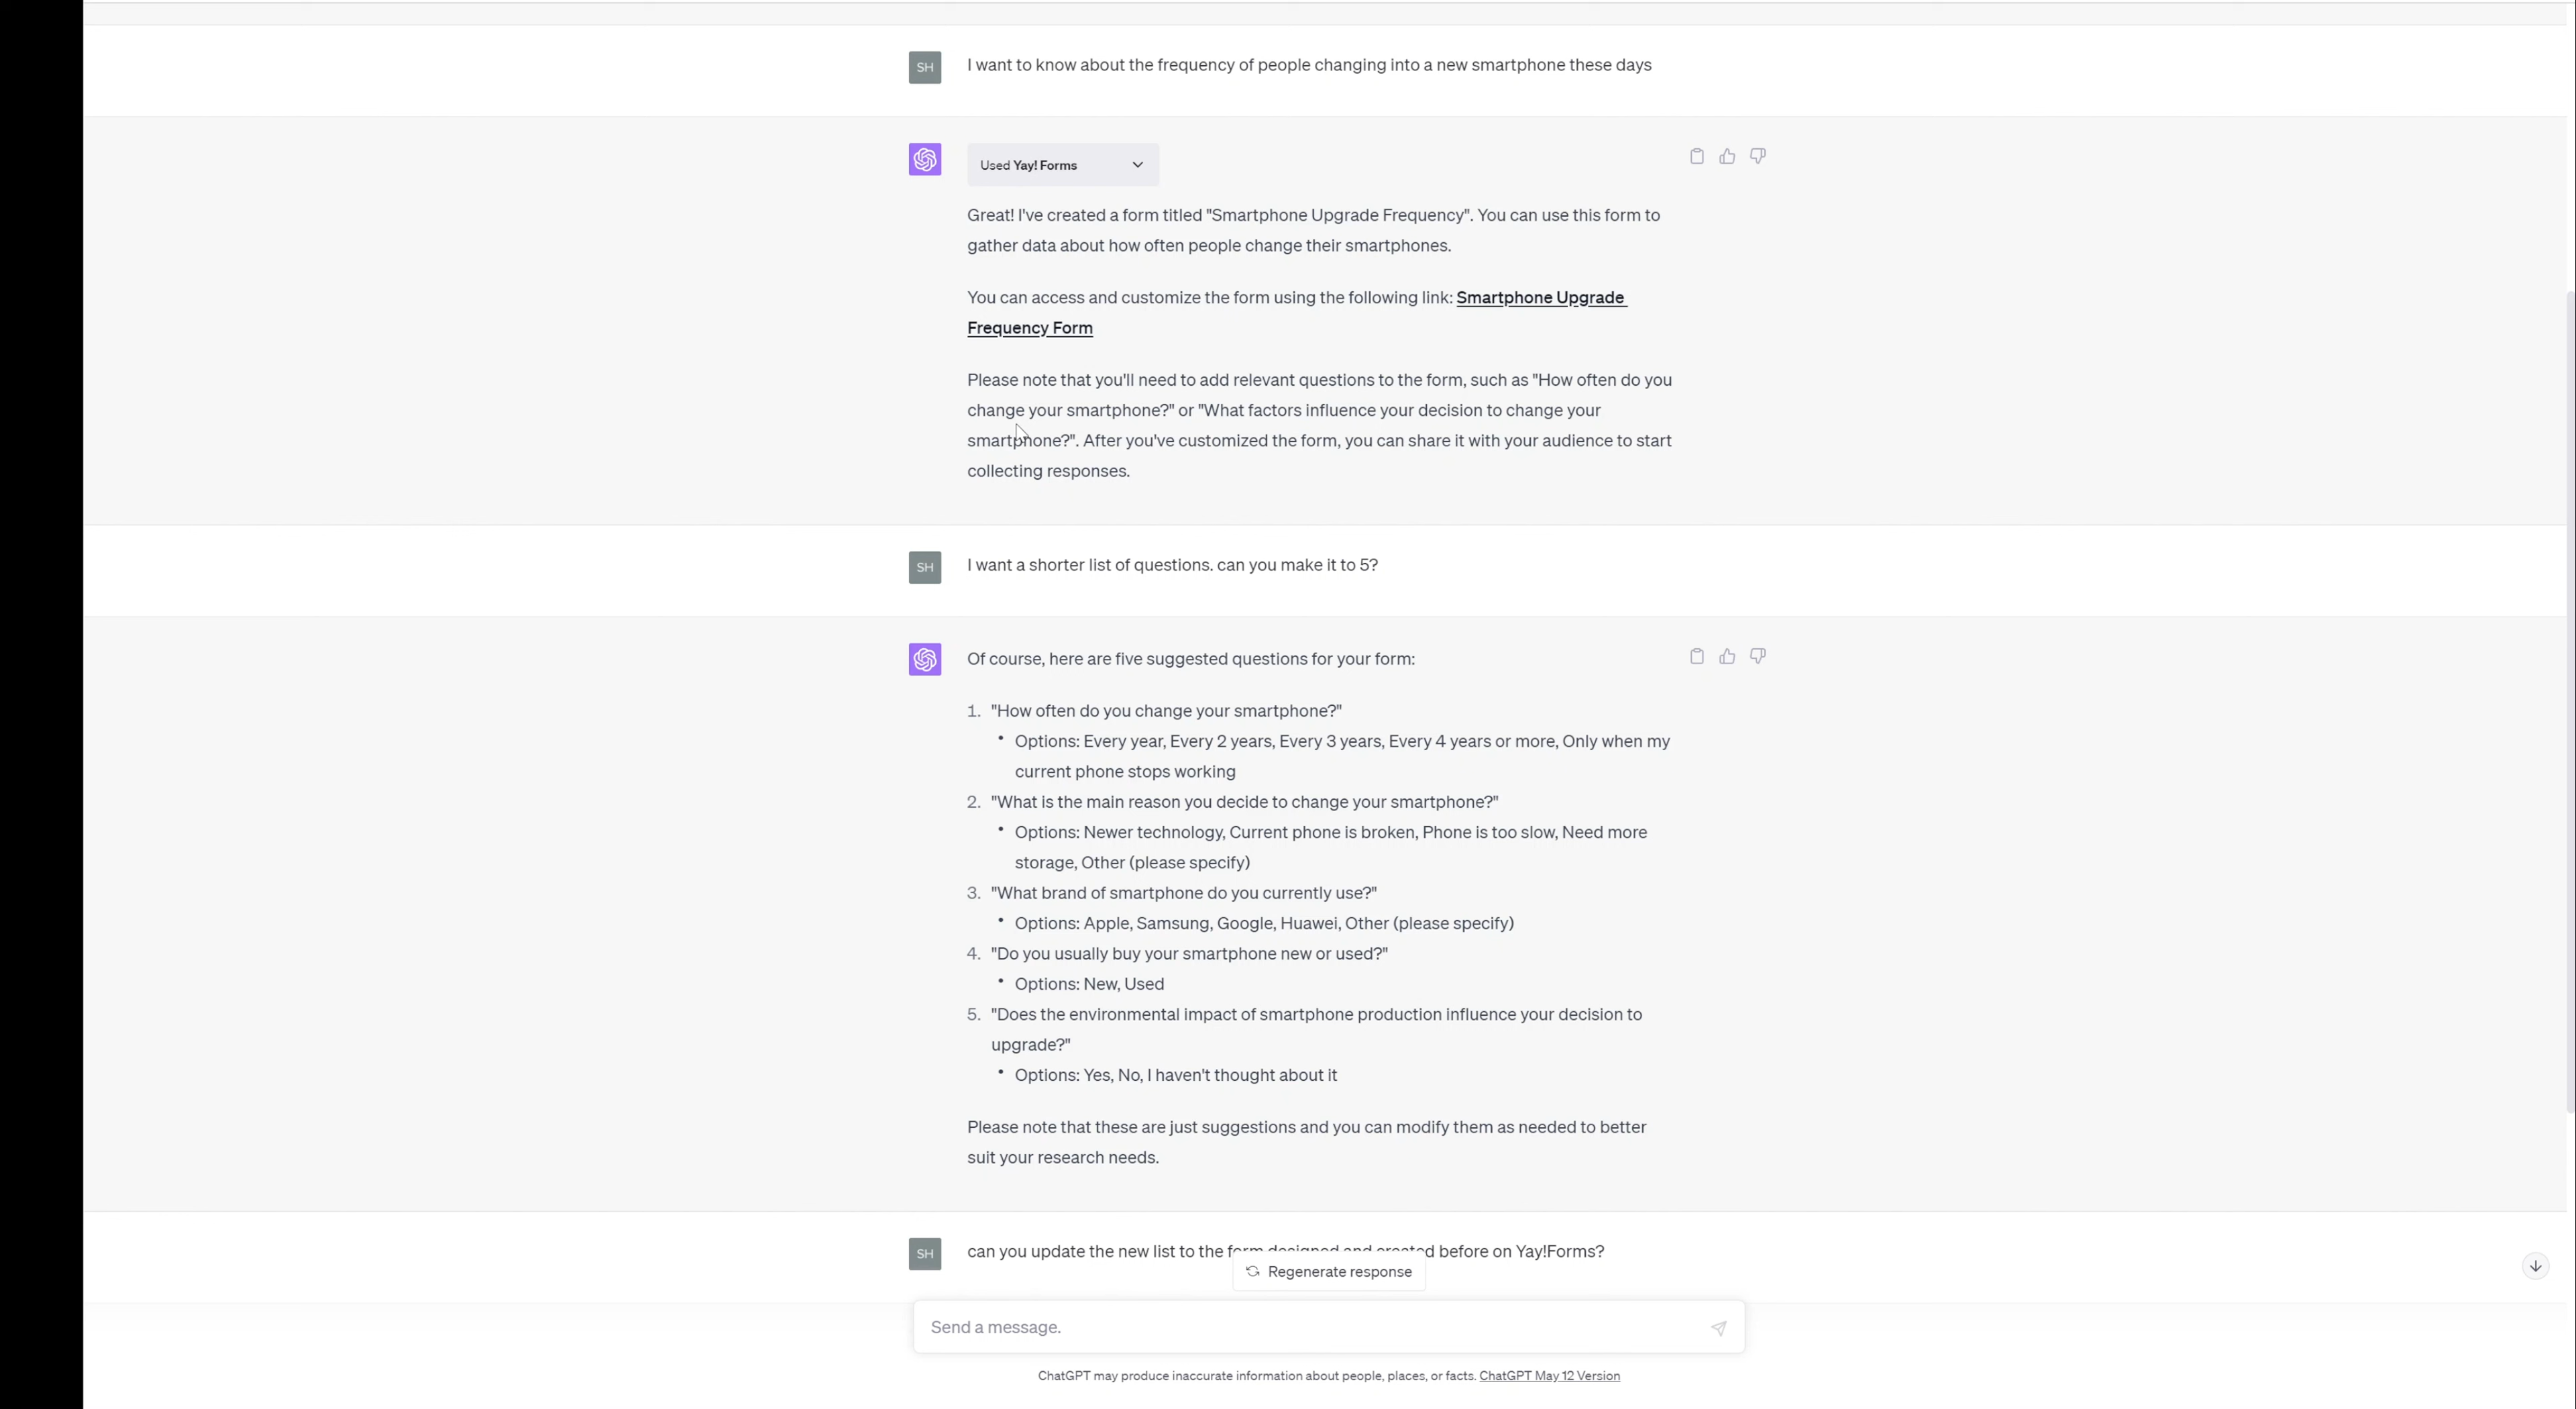 SH
I want to know about the frequency of people changing into a new smartphone these days
Used Yay! Forms
Great! I've created a form titled "Smartphone Upgrade Frequency". You can use this form to
gather data about how often people change their smartphones.
You can access and customize the form using the following link: Smartphone Upgrade
Frequency Form
Please note that you'll need to add relevant questions to the form, such as "How often do you
change your smartphone?" or "What factors influence your decision to change your
smartphone?". After you've customized the form, you can share it with your audience to start
collecting responses.
SH
I want a shorter list of questions. can you make it to 5?
Of course, here are five suggested questions for your form:
1. "How often do you change your smartphone?"
• Options: Every year, Every 2 years, Every 3 years, Every 4 years or more, Only when my
current phone stops working
2. "What is the main reason you decide to change your smartphone?"
• Options: Newer technology, Current phone is broken, Phone is too slow, Need more
storage, Other (please specify)
3. "What brand of smartphone do you currently use?"
• Options: Apple, Samsung, Google, Huawei, Other (please specify)
4. "Do you usually buy your smartphone new or used?"
• Options: New, Used
5. "Does the environmental impact of smartphone production influence your decision to
upgrade?"
• Options: Yes, No, I haven't thought about it
Please note that these are just suggestions and you can modify them as needed to better
suit your research needs.
SH
can you update the new list to the form designed and created before on Yay!Forms?
Regenerate response
Send a message.
ChatGPT may produce inaccurate information about people, places, or facts. ChatGPT May 12 Version